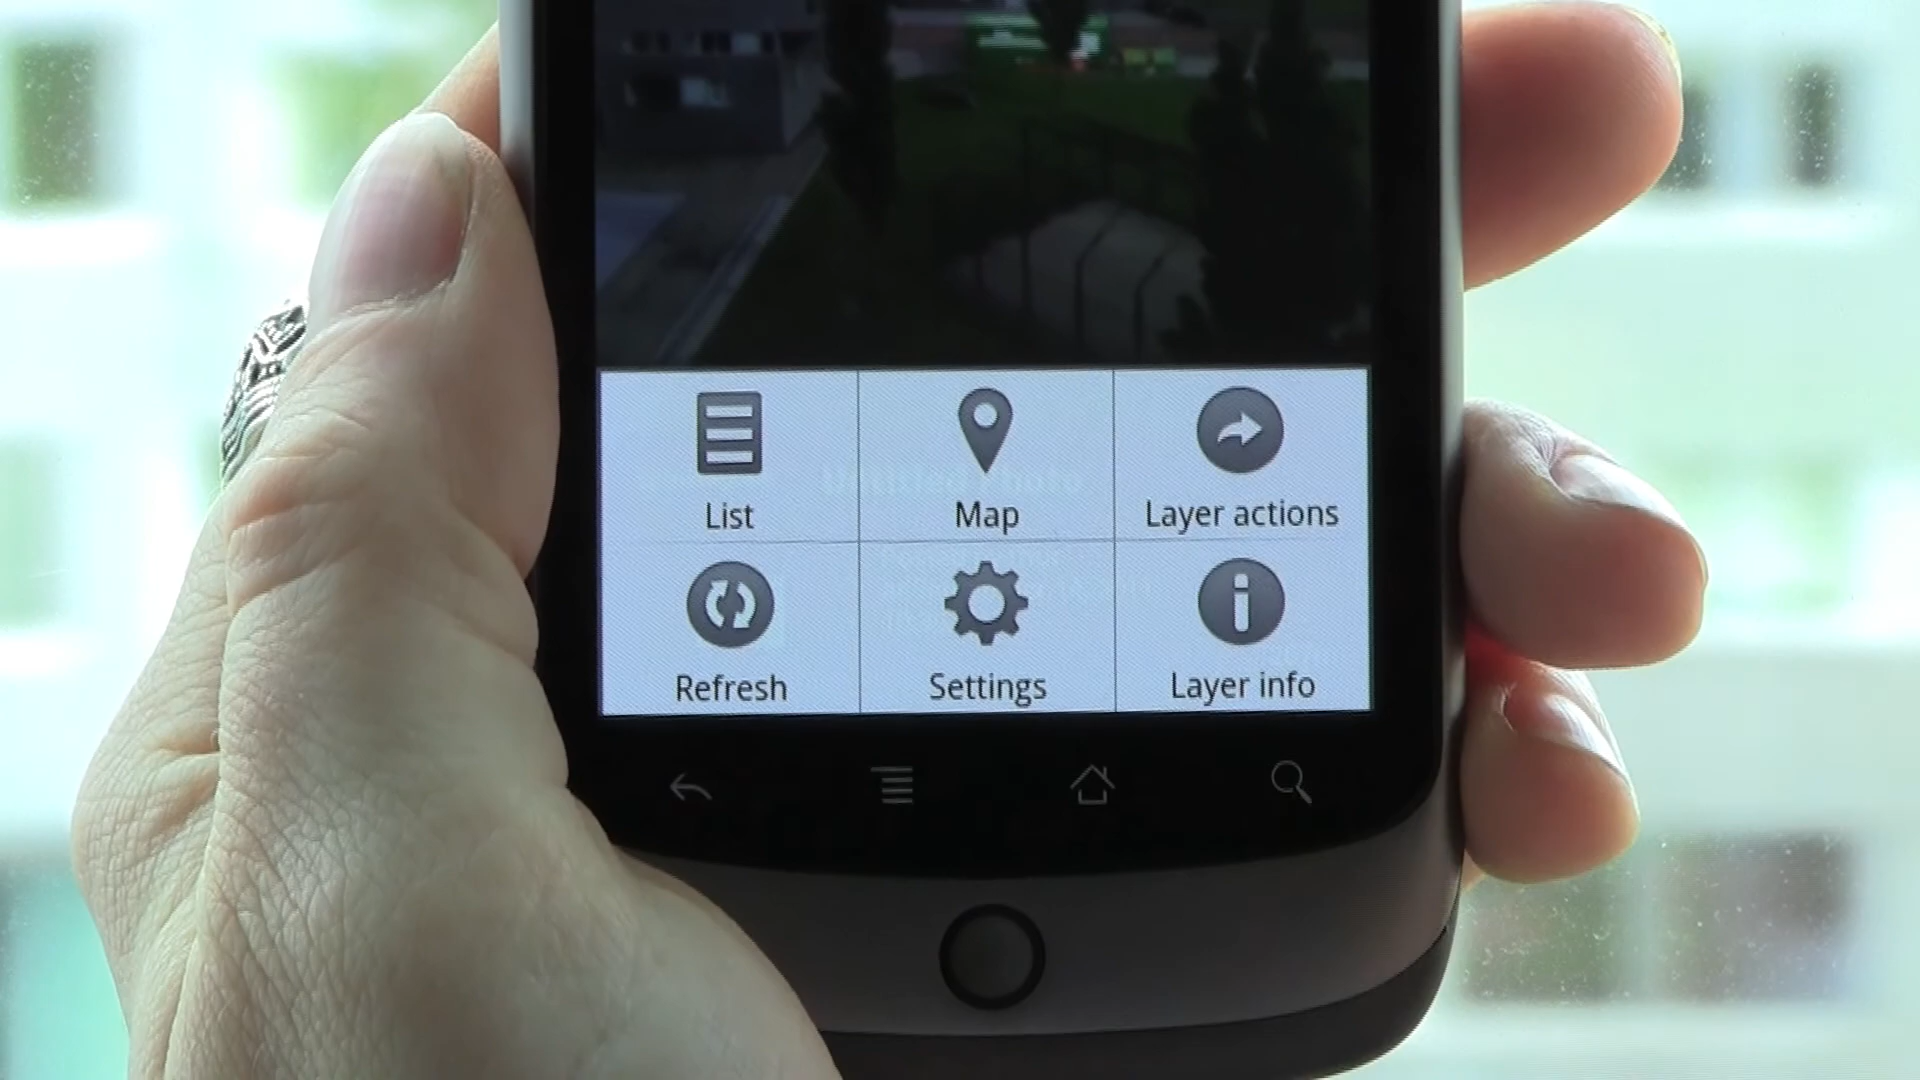 List
Map
Layer actions
Refresh
Settings
Layer info